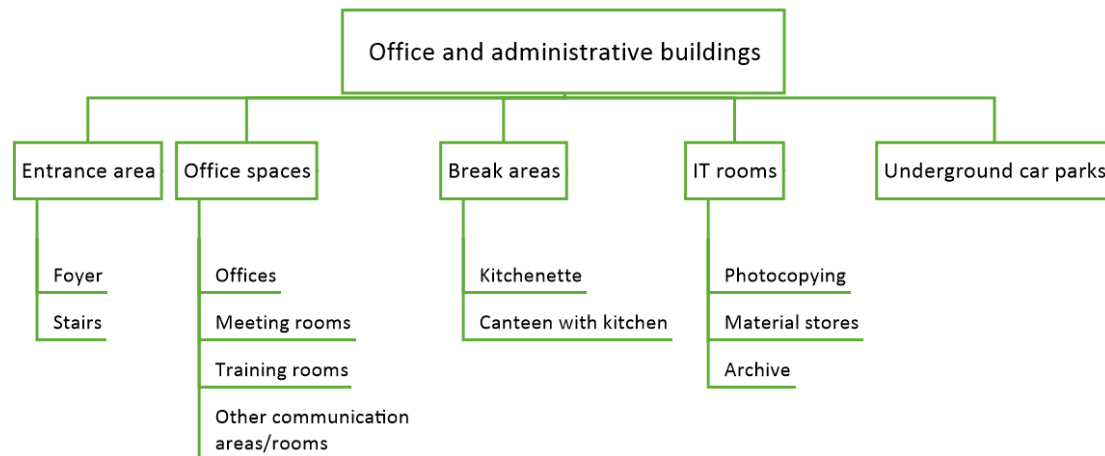 Office and administrative buildings
Entrance area
Office spaces
Break areas
IT rooms
Underground car parks
Foyer
Stairs
Offices
Meeting rooms
Training rooms
Other communication
areas/rooms
Kitchenette
Canteen with kitchen
Photocopying
Material stores
Archive